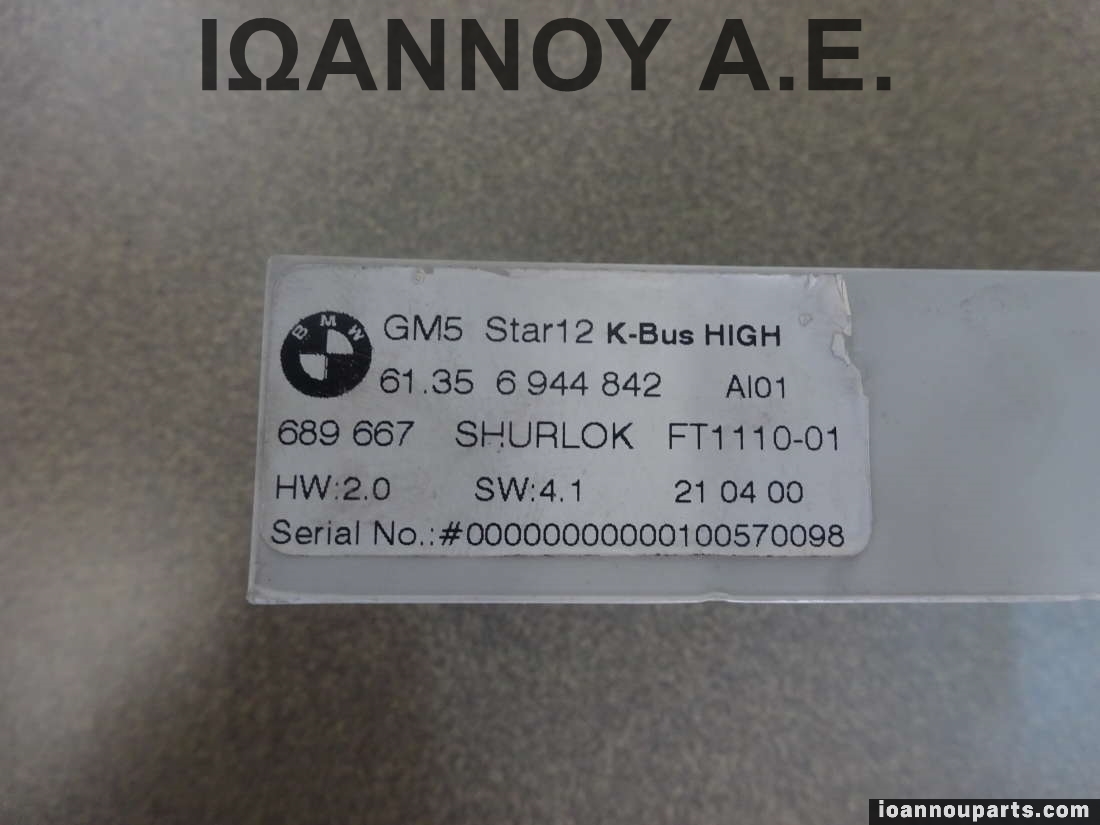 ΙΩΑΝΝΟΥ Α.Ε.
BMW
GM5 Star12 K-Bus HIGH
61.35 6 944 842 AI01
689 667 SHURLOK FT1110-01
HW:2.0 SW:4.1 21 04 00
Serial No.:#00000000000100570098
ioannouparts.com